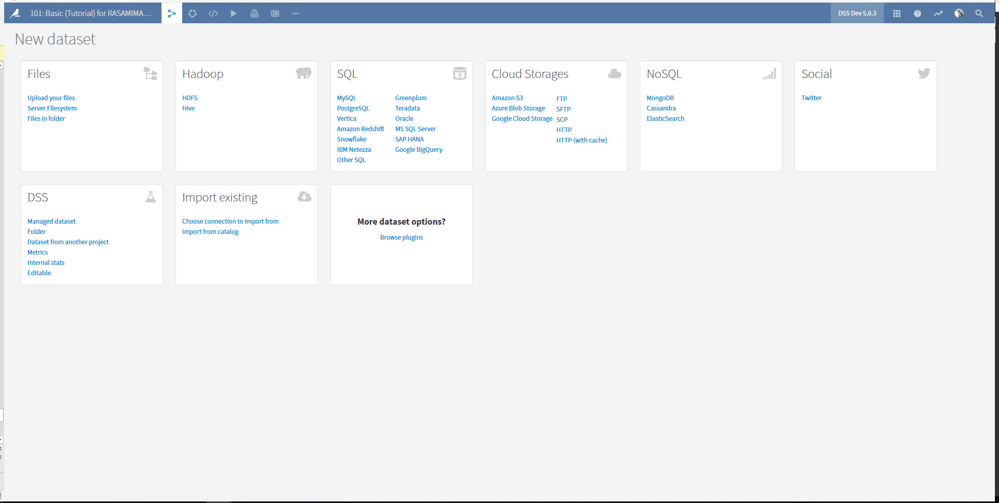 101: Basic (Tutorial) for RASAMIMA...
DSS Dev 5.0.3
New dataset
Files
Upload your files
Server Filesystem
Files in folder
Hadoop
HDFS
Hive
SQL
MySQL
PostgreSQL
Vertica
Amazon Redshift
Snowflake
IBM Netezza
Other SQL
Greenplum
Teradata
Oracle
MS SQL Server
SAP HANA
Google BigQuery
Cloud Storages
Amazon S3
Azure Blob Storage
Google Cloud Storage
FTP
SFTP
SCP
HTTP
HTTP (with cache)
NoSQL
MongoDB
Cassandra
ElasticSearch
Social
Twitter
DSS
Managed dataset
Folder
Dataset from another project
Metrics
Internal stats
Editable
Import existing
Choose connection to import from
Import from catalog
More dataset options?
Browse plugins